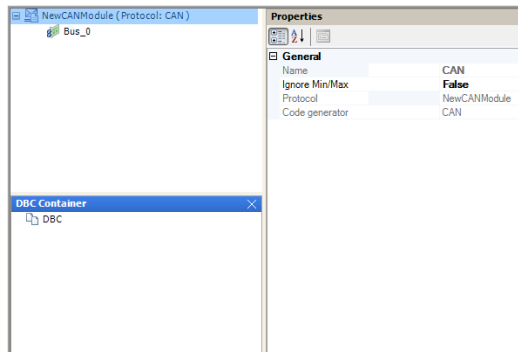 NewCANModule (Protocol: CAN)
Bus_0
DBC Container
DBC
Properties
General
Name CAN
Ignore Min/Max False
Protocol NewCANModule
Code generator CAN